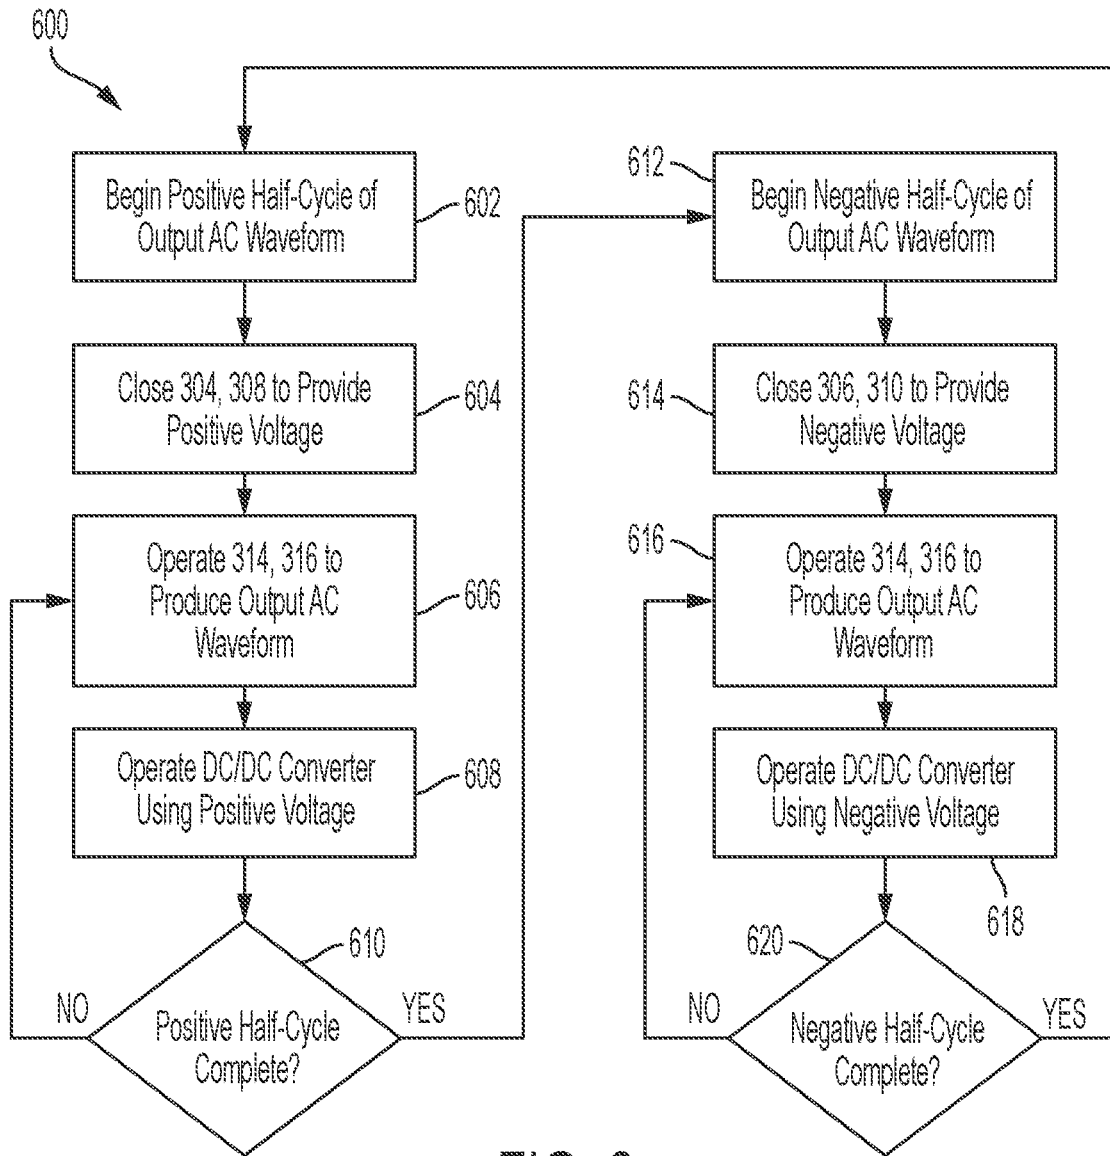 600
Begin Positive Half-Cycle of
Output AC Waveform
602
Close 304, 308 to Provide
Positive Voltage
604
Operate 314, 316 to
Produce Output AC
Waveform
606
Operate DC/DC Converter
Using Positive Voltage
608
610
NO
YES
Positive Half-Cycle
Complete?
612
Begin Negative Half-Cycle of
Output AC Waveform
614
Close 306, 310 to Provide
Negative Voltage
616
Operate 314, 316 to
Produce Output AC
Waveform
Operate DC/DC Converter
Using Negative Voltage
618
620
NO
YES
Negative Half-Cycle
Complete?